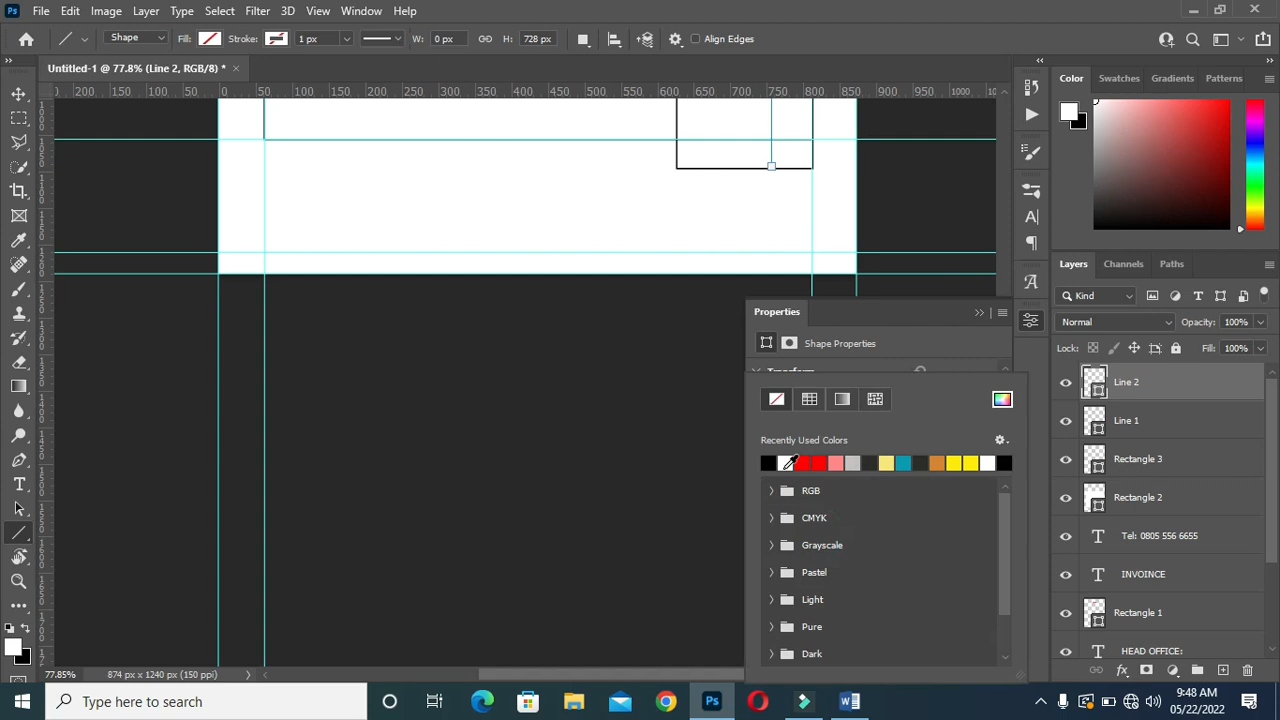 Ps File Edit Image Layer Type Select Filter 3D View Window Help
Shape Fill: Stroke: 1 px W: 0 px H: 728 px Align Edges
Untitled-1 @ 77.8% (Line 2, RGB/8) *
200 150 100 50 0 50 100 150 200 250 300 350 400 450 500 550 600 650 700 750 800 850 900 950 1000
Color Swatches Gradients Patterns
Layers Channels Paths
Kind
Normal Opacity: 100%
Lock: Fill: 100%
Line 2
Line 1
Rectangle 3
Rectangle 2
Tel: 0805 556 6655
INVOINCE
Rectangle 1
HEAD OFFICE:
Properties
Shape Properties
Transform
Recently Used Colors
RGB
CMYK
Grayscale
Pastel
Light
Pure
Dark
77.85% 874 px x 1240 px (150 ppi)
Type here to search
Ps
9:48 AM
05/22/2022